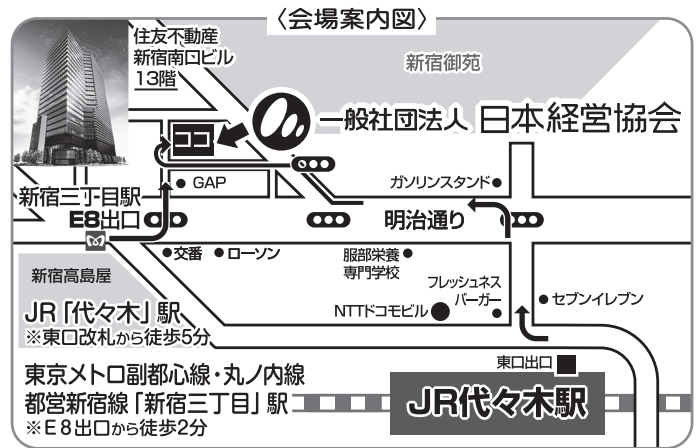 〈会場案内図〉
住友不動産
新宿南口ビル
13階
新宿御苑
一般社団法人 日本経営協会
ココ
GAP
ガソリンスタンド
新宿三丁目駅
E8出口
明治通り
交番
ローソン
服部栄養
専門学校
新宿高島屋
フレッシュネス
バーガー
NTTドコモビル
セブンイレブン
JR「代々木」駅
※東口改札から徒歩5分
東口出口
東京メトロ副都心線・丸ノ内線
都営新宿線「新宿三丁目」駅
※E8出口から徒歩2分
JR代々木駅